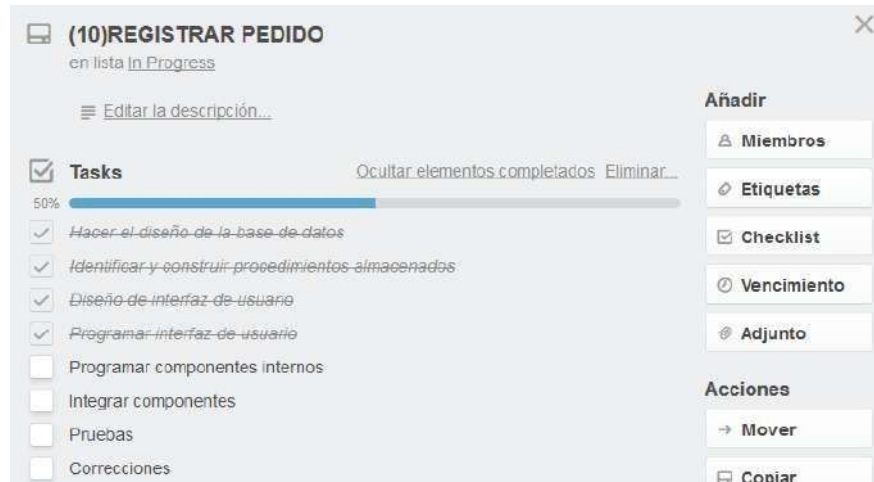 (10)REGISTRAR PEDIDO
en lista In Progress
Editar la descripción...
Tasks
Ocultar elementos completados Eliminar...
50%
Hacer el diseño de la base de datos
Identificar y construir procedimientos almacenados
Diseño de interfaz de usuario
Programar interfaz de usuario
Programar componentes internos
Integrar componentes
Pruebas
Correcciones
Añadir
Miembros
Etiquetas
Checklist
Vencimiento
Adjunto
Acciones
Mover
Copiar